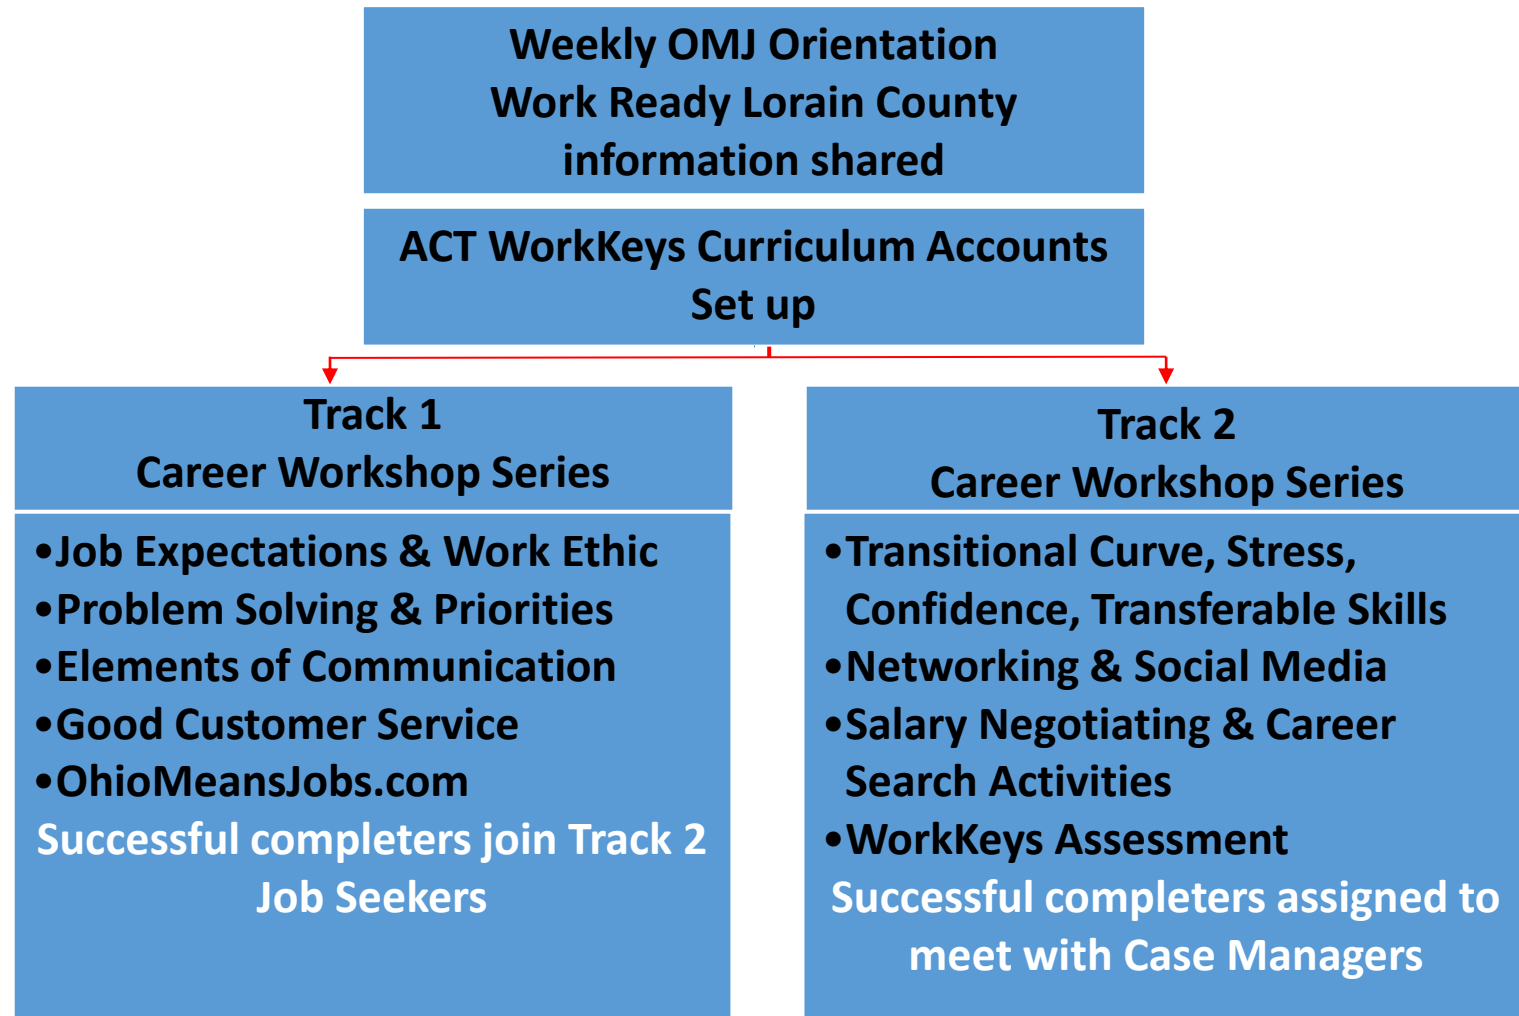 Weekly OMJ Orientation
Work Ready Lorain County
information shared
ACT WorkKeys Curriculum Accounts
Set up
Track 1
Career Workshop Series
•Job Expectations & Work Ethic
•Problem Solving & Priorities
•Elements of Communication
•Good Customer Service
•OhioMeansJobs.com
Successful completers join Track 2
Job Seekers
Track 2
Career Workshop Series
•Transitional Curve, Stress,
Confidence, Transferable Skills
•Networking & Social Media
•Salary Negotiating & Career
Search Activities
•WorkKeys Assessment
Successful completers assigned to
meet with Case Managers